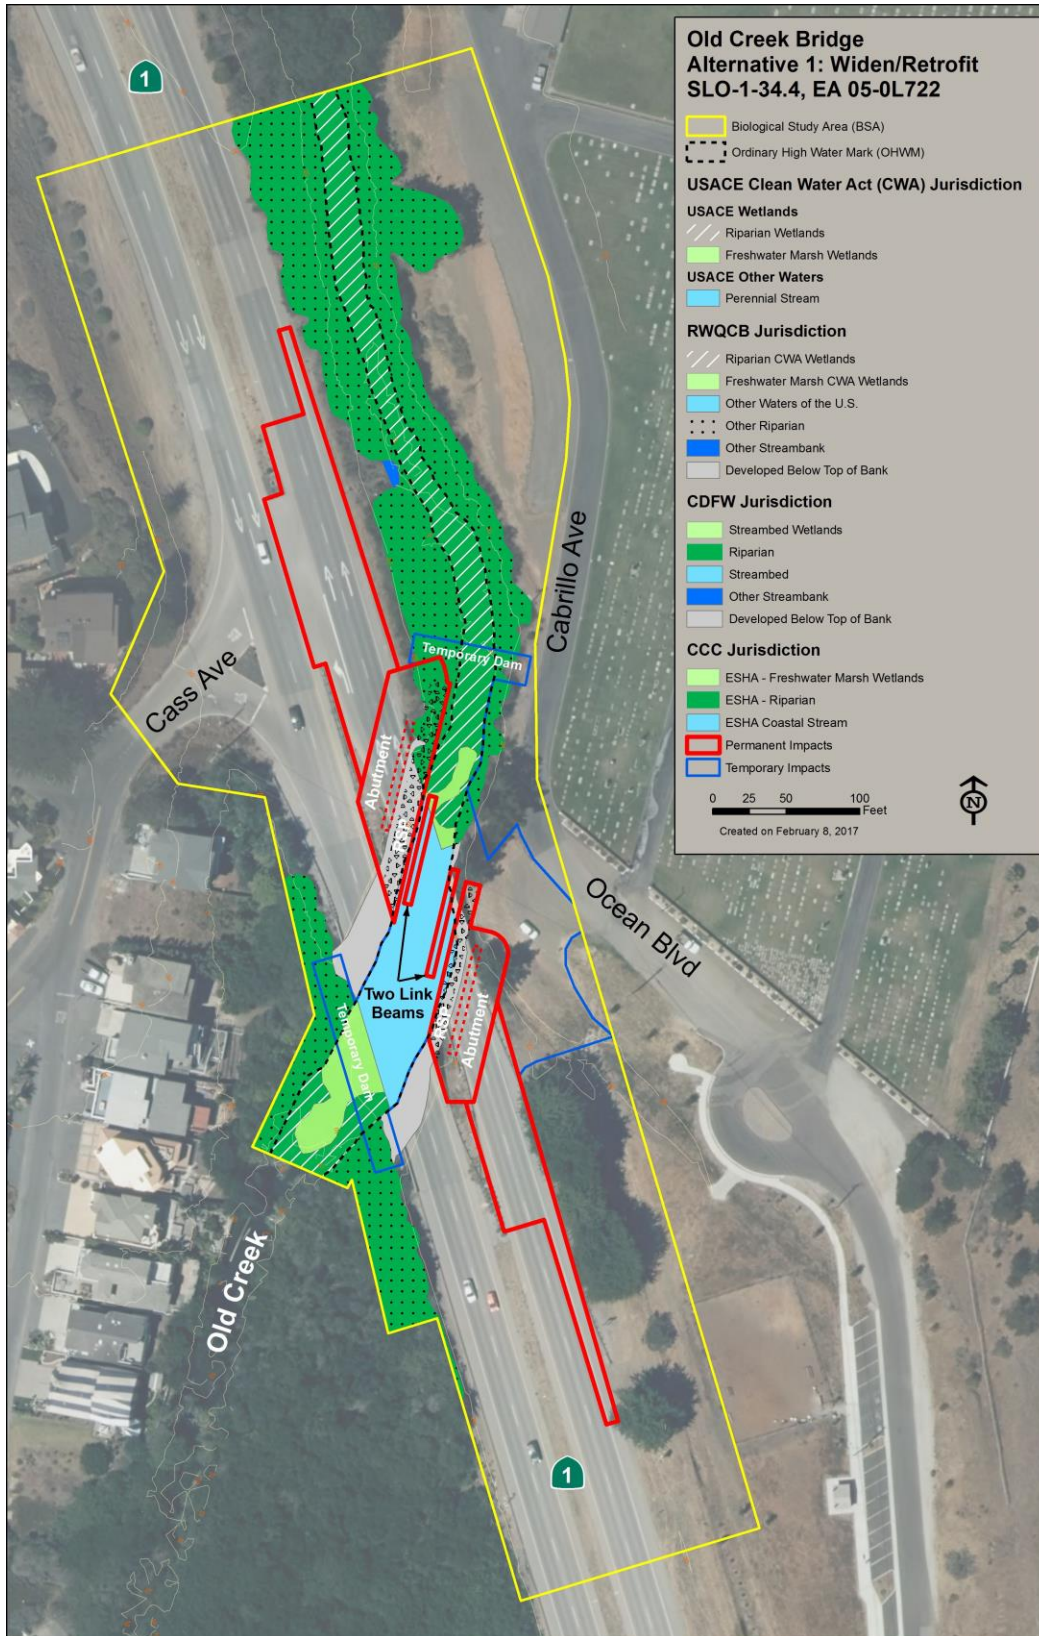 Old Creek Bridge
Alternative 1: Widen/Retrofit
SLO-1-34.4, EA 05-0L722
Biological Study Area (BSA)
Ordinary High Water Mark (OHWM)
USACE Clean Water Act (CWA) Jurisdiction
USACE Wetlands
Riparian Wetlands
Freshwater Marsh Wetlands
USACE Other Waters
Perennial Stream
RWQCB Jurisdiction
Riparian CWA Wetlands
Freshwater Marsh CWA Wetlands
Other Waters of the U.S.
Other Riparian
Other Streambank
Developed Below Top of Bank
CDFW Jurisdiction
Streambed Wetlands
Riparian
Streambed
Other Streambank
Developed Below Top of Bank
CCC Jurisdiction
ESHA - Freshwater Marsh Wetlands
ESHA - Riparian
ESHA Coastal Stream
Permanent Impacts
Temporary Impacts
0 25 50 100
Feet
N
Created on February 8, 2017
1
Cabrillo Ave
Temporary Dam
Cass Ave
Abutment
RSP
Ocean Blvd
Two Link
Beams
Temporary Dam
RSP
Abutment
Old Creek
1